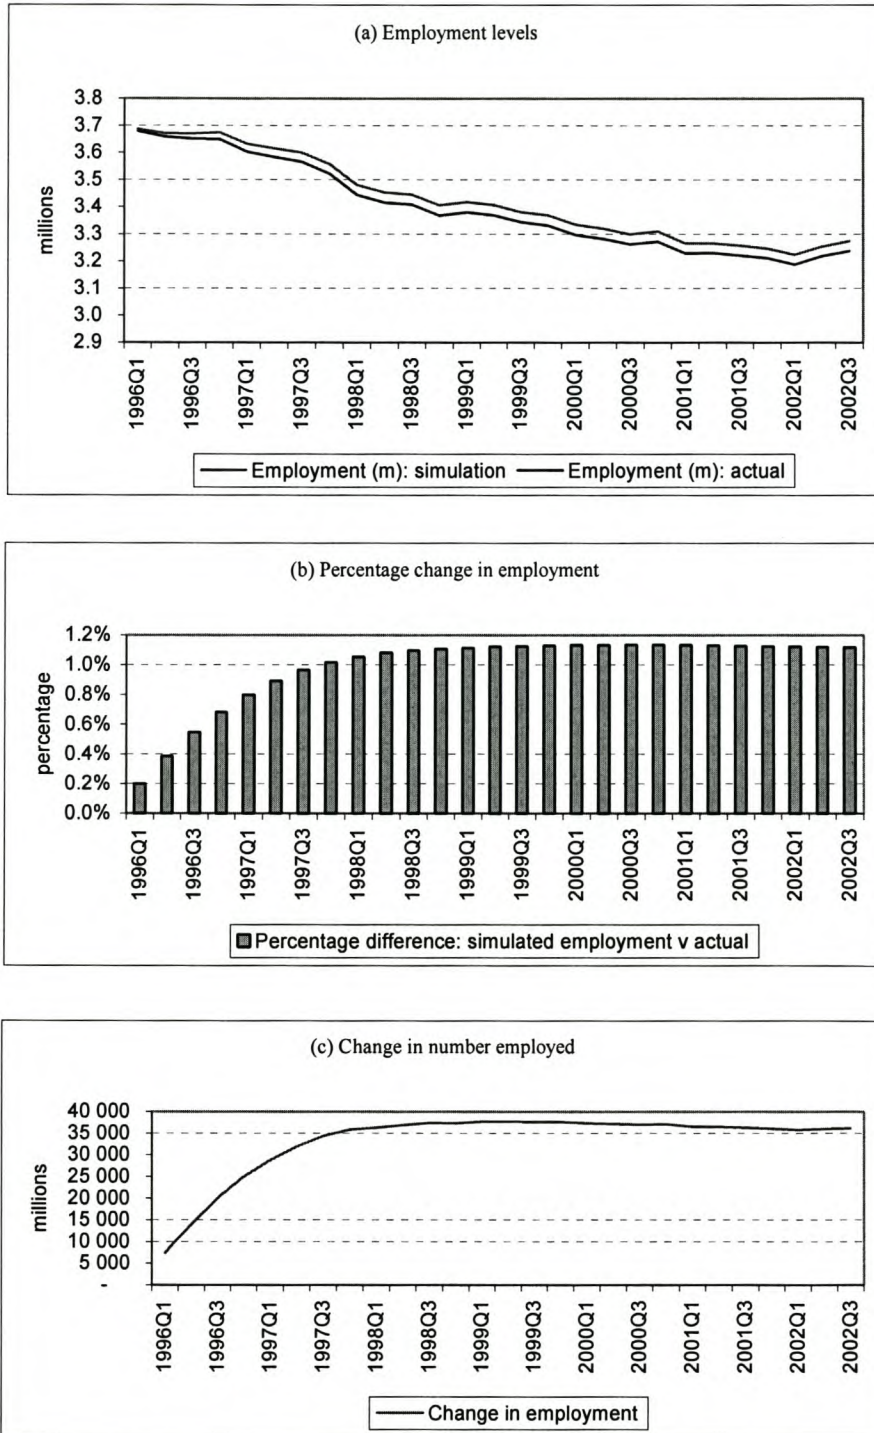 (a) Employment levels
3.8
3.7
3.6
3.5
3.4
3.3
3.2
3.1
3.0
2.9
millions
1996Q1
1996Q3
1997Q1
1997Q3
1998Q1
1998Q3
1999Q1
1999Q3
2000Q1
2000Q3
2001Q1
2001Q3
2002Q1
2002Q3
Employment (m): simulation Employment (m): actual
(b) Percentage change in employment
1.2%
1.0%
0.8%
0.6%
0.4%
0.2%
0.0%
percentage
1996Q1
1996Q3
1997Q1
1997Q3
1998Q1
1998Q3
1999Q1
1999Q3
2000Q1
2000Q3
2001Q1
2001Q3
2002Q1
2002Q3
Percentage difference: simulated employment v actual
(c) Change in number employed
40 000
35 000
30 000
25 000
20 000
15 000
10 000
5 000
-
millions
1996Q1
1996Q3
1997Q1
1997Q3
1998Q1
1998Q3
1999Q1
1999Q3
2000Q1
2000Q3
2001Q1
2001Q3
2002Q1
2002Q3
Change in employment